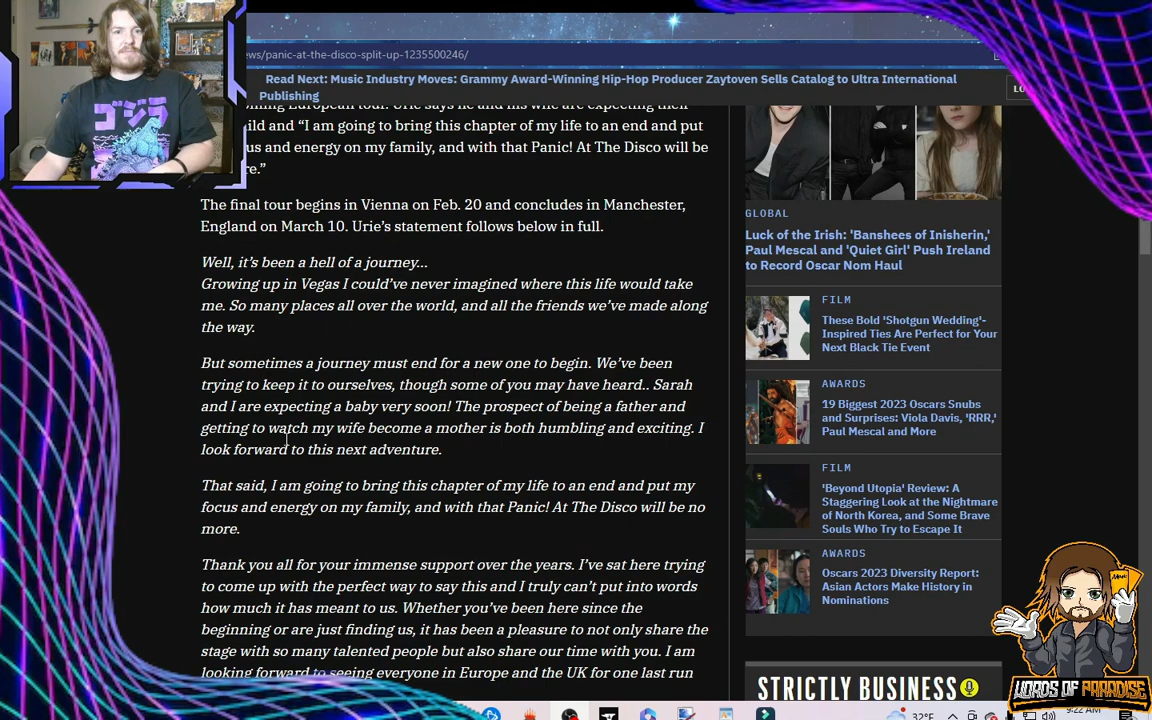 ws/panic-at-the-disco-split-up-1235500246/
Read Next: Music Industry Moves: Grammy Award-Winning Hip-Hop Producer Zaytoven Sells Catalog to Ultra International
Publishing
European tour. Urie says he and his wife are expecting their
ild and “I am going to bring this chapter of my life to an end and put
us and energy on my family, and with that Panic! At The Disco will be
re.”
The final tour begins in Vienna on Feb. 20 and concludes in Manchester,
England on March 10. Urie’s statement follows below in full.
Well, it’s been a hell of a journey…
Growing up in Vegas I could’ve never imagined where this life would take
me. So many places all over the world, and all the friends we’ve made along
the way.
But sometimes a journey must end for a new one to begin. We’ve been
trying to keep it to ourselves, though some of you may have heard.. Sarah
and I are expecting a baby very soon! The prospect of being a father and
getting to watch my wife become a mother is both humbling and exciting. I
look forward to this next adventure.
That said, I am going to bring this chapter of my life to an end and put my
focus and energy on my family, and with that Panic! At The Disco will be no
more.
Thank you all for your immense support over the years. I’ve sat here trying
to come up with the perfect way to say this and I truly can’t put into words
how much it has meant to us. Whether you’ve been here since the
beginning or are just finding us, it has been a pleasure to not only share the
stage with so many talented people but also share our time with you. I am
looking forward to seeing everyone in Europe and the UK for one last run
GLOBAL
Luck of the Irish: 'Banshees of Inisherin,'
Paul Mescal and 'Quiet Girl' Push Ireland
to Record Oscar Nom Haul
FILM
These Bold 'Shotgun Wedding'-
Inspired Ties Are Perfect for Your
Next Black Tie Event
AWARDS
19 Biggest 2023 Oscars Snubs
and Surprises: Viola Davis, 'RRR,'
Paul Mescal and More
FILM
'Beyond Utopia' Review: A
Staggering Look at the Nightmare
of North Korea, and Some Brave
Souls Who Try to Escape It
AWARDS
Oscars 2023 Diversity Report:
Asian Actors Make History in
Nominations
STRICTLY BUSINESS
WORDS OF PARADISE
32°F
9:22 AM
ゴジラ